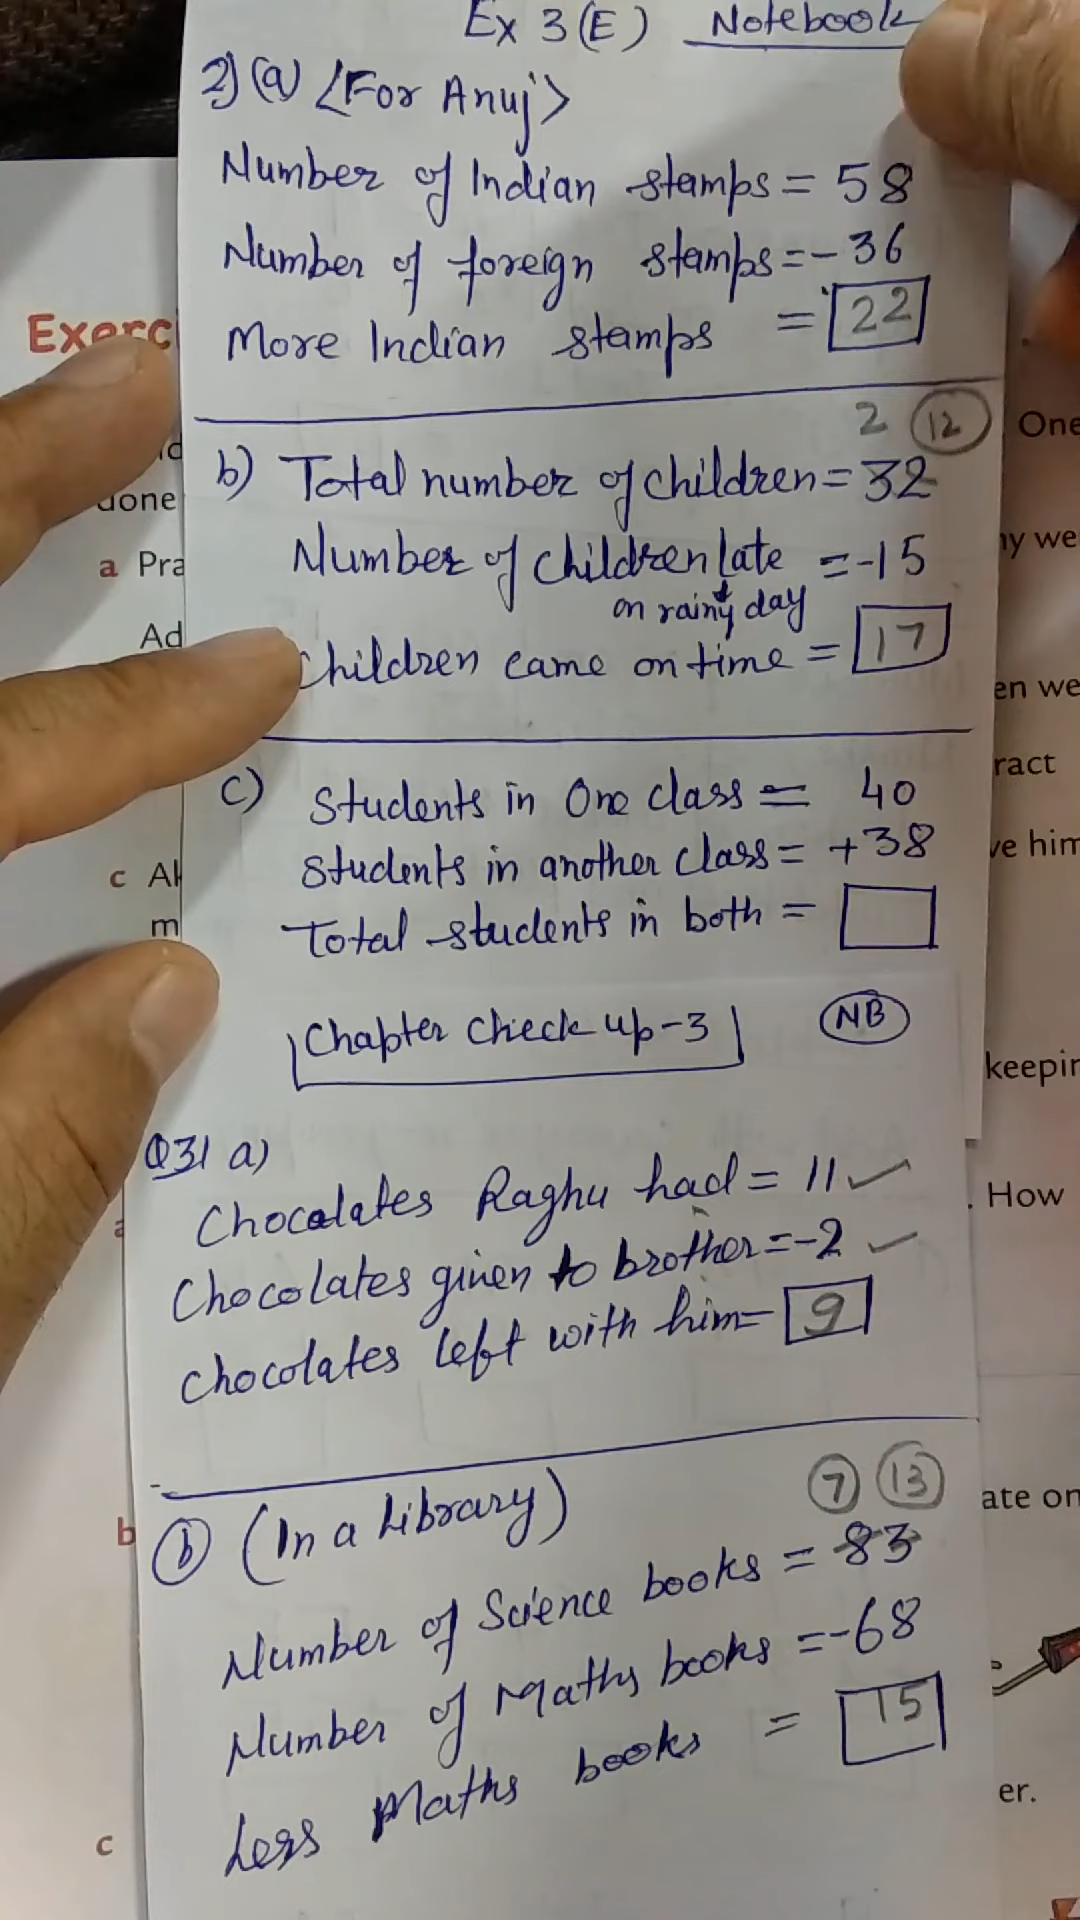 Ex 3(E) Notebook
2) (a) <For Anuj>
Number of Indian stamps = 58
Number of foreign stamps = - 36
More Indian stamps = 22
2 12
b) Total number of children = 32
Number of children late = -15
on rainy day
Children came on time = 17
c) Students in One class = 40
Students in another class = +38
Total students in both =
Chapter Check up-3 NB
Q3) a)
Chocolates Raghu had = 11 ✓
Chocolates given to brother = -2 ✓
Chocolates left with him = 9
7 13
b (In a Library)
Number of Science books = 83
Number of Maths books = -68
Less Maths books = 15
Exerc
done
a Pra
Ad
c
m
b
c
One
en we
ract
ve him
keepin
. How
ate on
er.